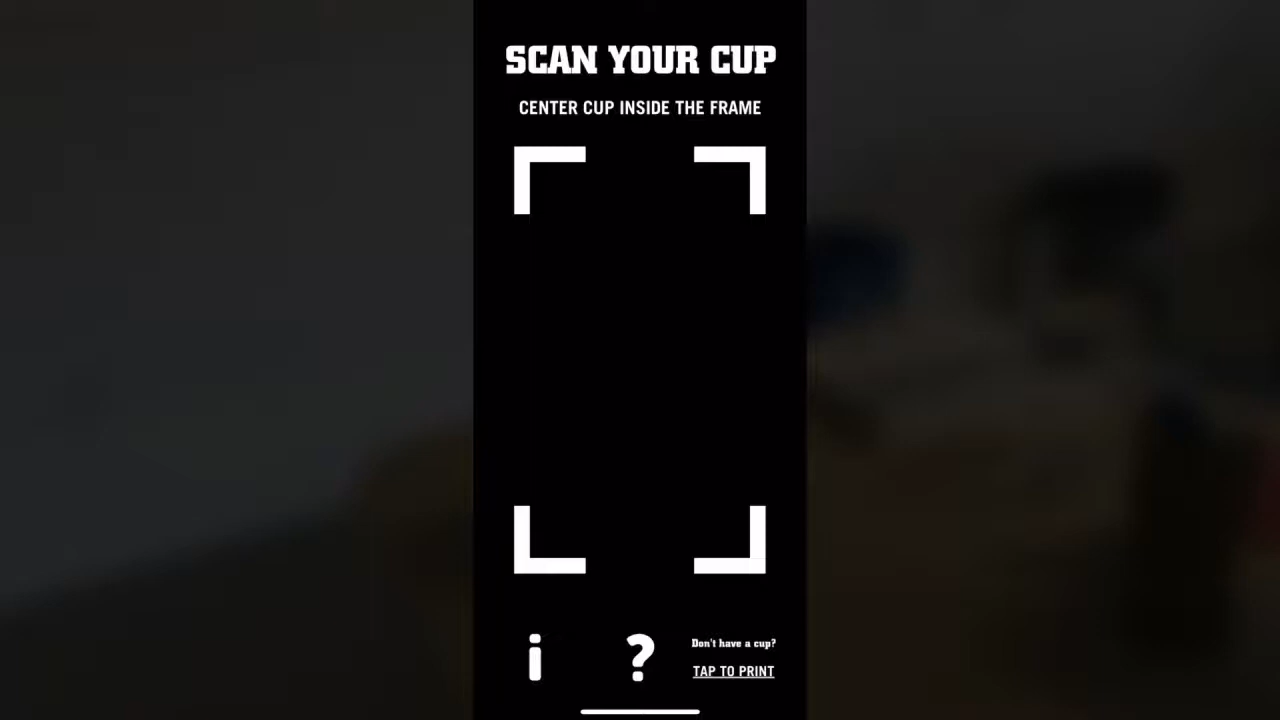 SCAN YOUR CUP
CENTER CUP INSIDE THE FRAME
i
?
Don't have a cup?
TAP TO PRINT